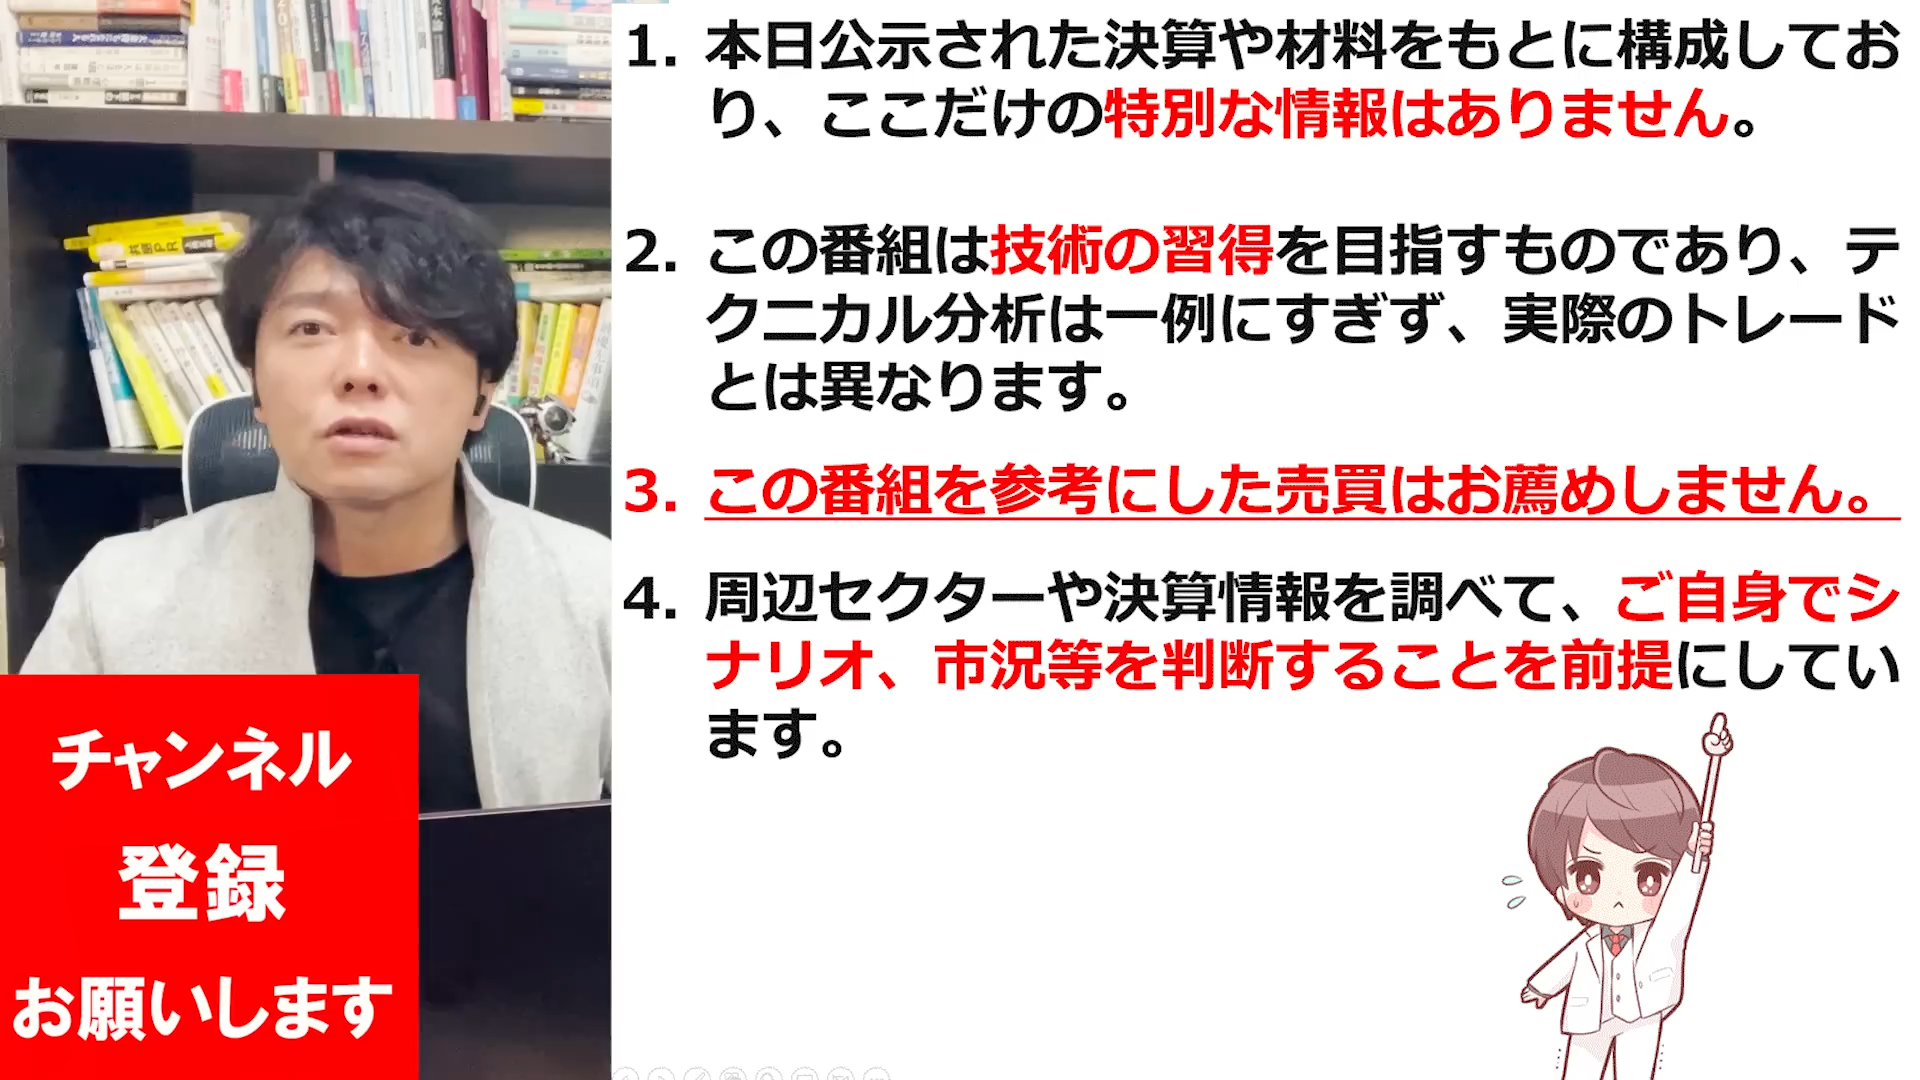 1. 本日公示された決算や材料をもとに構成してお
り、ここだけの特別な情報はありません。
2. この番組は技術の習得を目指すものであり、テ
クニカル分析は一例にすぎず、実際のトレード
とは異なります。
3. この番組を参考にした売買はお薦めしません。
4. 周辺セクターや決算情報を調べて、ご自身でシ
ナリオ、市況等を判断することを前提にしてい
ます。
チャンネル
登録
お願いします